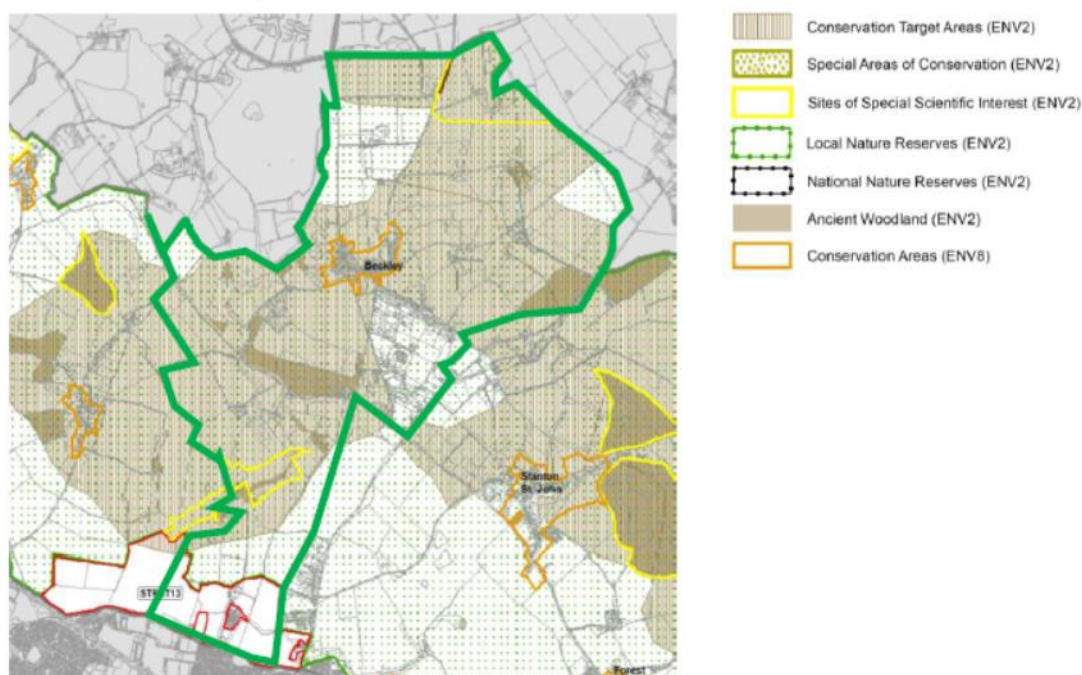 Conservation Target Areas (ENV2)
Special Areas of Conservation (ENV2)
Sites of Special Scientific Interest (ENV2)
Local Nature Reserves (ENV2)
National Nature Reserves (ENV2)
Ancient Woodland (ENV2)
Conservation Areas (ENV8)
Beckley
Stanton
St. John
STRAT13
Forest